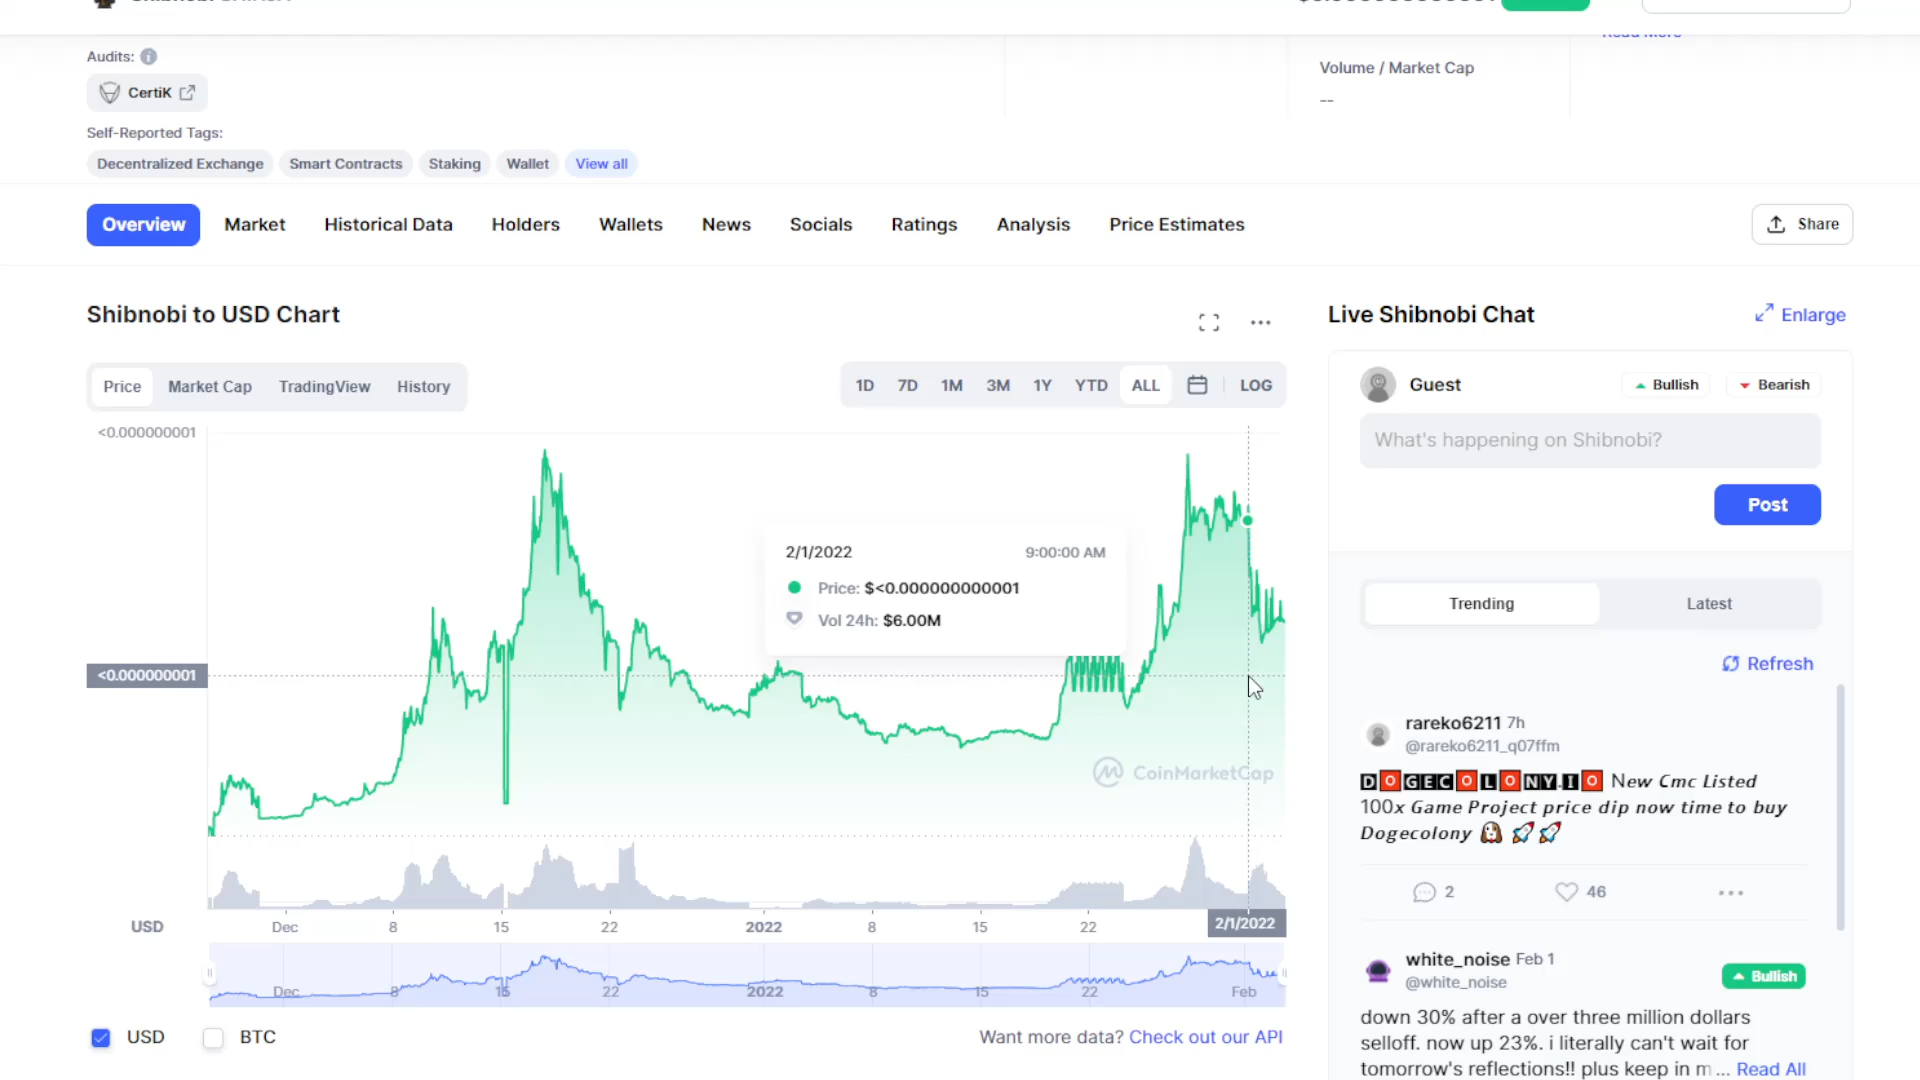 Audits:
CertiK
Self-Reported Tags:
Decentralized Exchange Smart Contracts Staking Wallet View all
Volume / Market Cap
--
Overview Market Historical Data Holders Wallets News Socials Ratings Analysis Price Estimates Share
Shibnobi to USD Chart
Price Market Cap TradingView History
1D 7D 1M 3M 1Y YTD ALL LOG
<0.000000001
2/1/2022 9:00:00 AM
Price: $<0.000000000001
Vol 24h: $6.00M
<0.000000001
CoinMarketCap
USD Dec 8 15 22 2022 8 15 22 2/1/2022
Dec 8 15 22 2022 8 15 22 Feb
USD BTC
Want more data? Check out our API
Live Shibnobi Chat Enlarge
Guest Bullish Bearish
What's happening on Shibnobi?
Post
Trending Latest
Refresh
rareko6211 7h
@rareko6211_q07ffm
DOGECOLONY.IO New Cmc Listed
100x Game Project price dip now time to buy
Dogecolony
2 46
white_noise Feb 1
@white_noise
Bullish
down 30% after a over three million dollars
selloff. now up 23%. i literally can't wait for
tomorrow's reflections!! plus keep in m... Read All